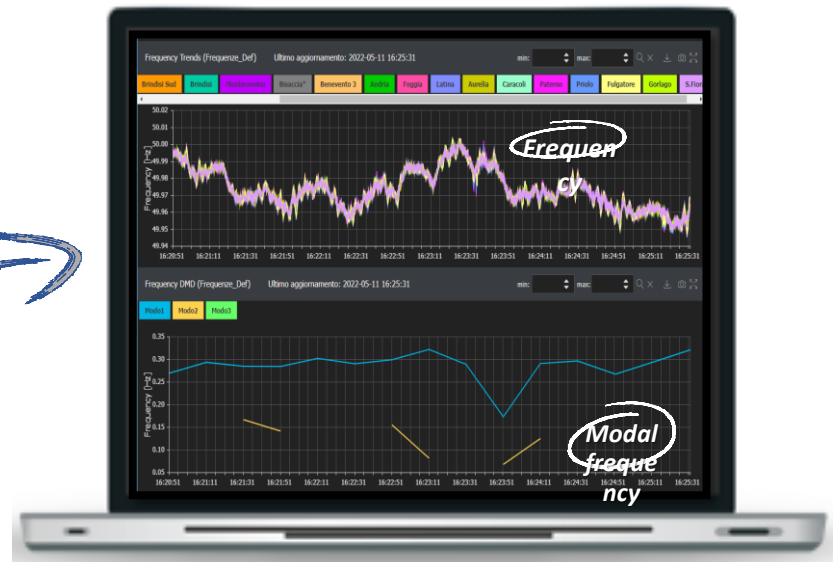 Frequency Trends (Frequenze_Def) Ultimo aggiornamento: 2022-05-11 16:25:31 min: max:
Brindisi Sud Brindisi Bisaccia* Benevento 3 Andria Foggia Latina Aurelia Caracoli Paterno Priolo Fulgatore Gorlago S.Fior
50.02
50.01
50.00
49.99
49.98
49.97
49.96
49.95
49.94
Frequency [Hz]
Frequen
cy
16:20:51 16:21:11 16:21:31 16:21:51 16:22:11 16:22:31 16:22:51 16:23:11 16:23:31 16:23:51 16:24:11 16:24:31 16:24:51 16:25:11 16:25:31
Frequency DMD (Frequenze_Def) Ultimo aggiornamento: 2022-05-11 16:25:31 min: max:
Modo1 Modo2 Modo3
0.35
0.30
0.25
0.20
0.15
0.10
0.05
Frequency [Hz]
Modal
freque
ncy
16:20:51 16:21:11 16:21:31 16:21:51 16:22:11 16:22:31 16:22:51 16:23:11 16:23:31 16:23:51 16:24:11 16:24:31 16:24:51 16:25:11 16:25:31